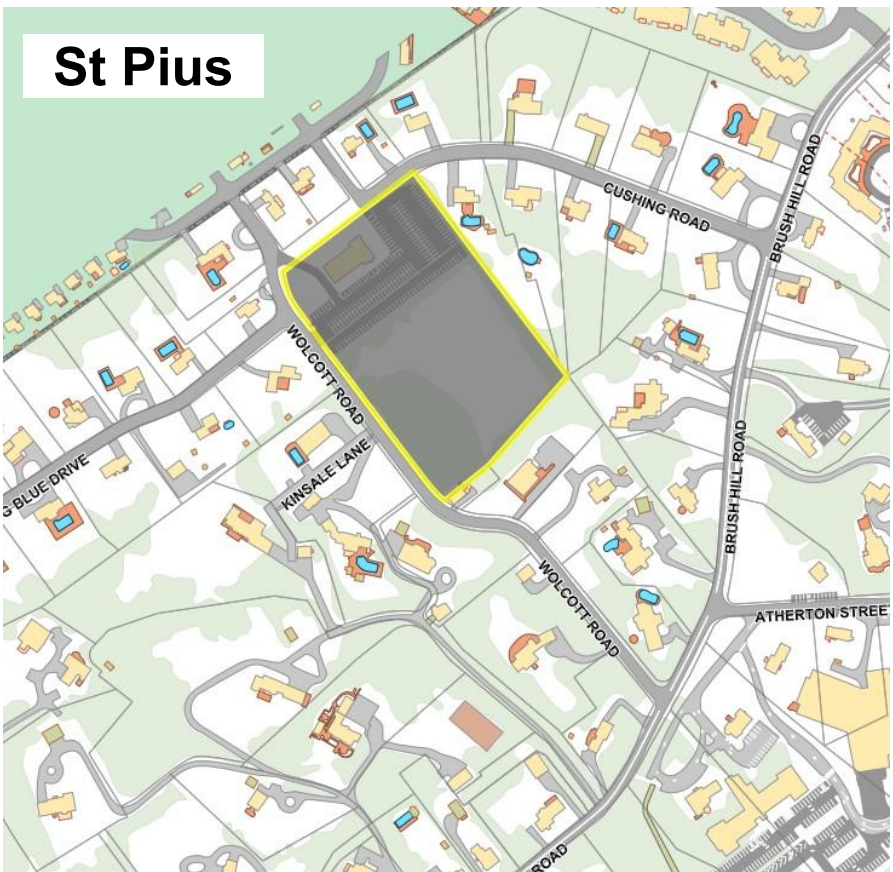 St Pius
CUSHING ROAD
BRUSH HILL ROAD
WOLCOTT ROAD
KINSALE LANE
G BLUE DRIVE
BRUSH HILL ROAD
WOLCOTT ROAD
ATHERTON STREE
ROAD